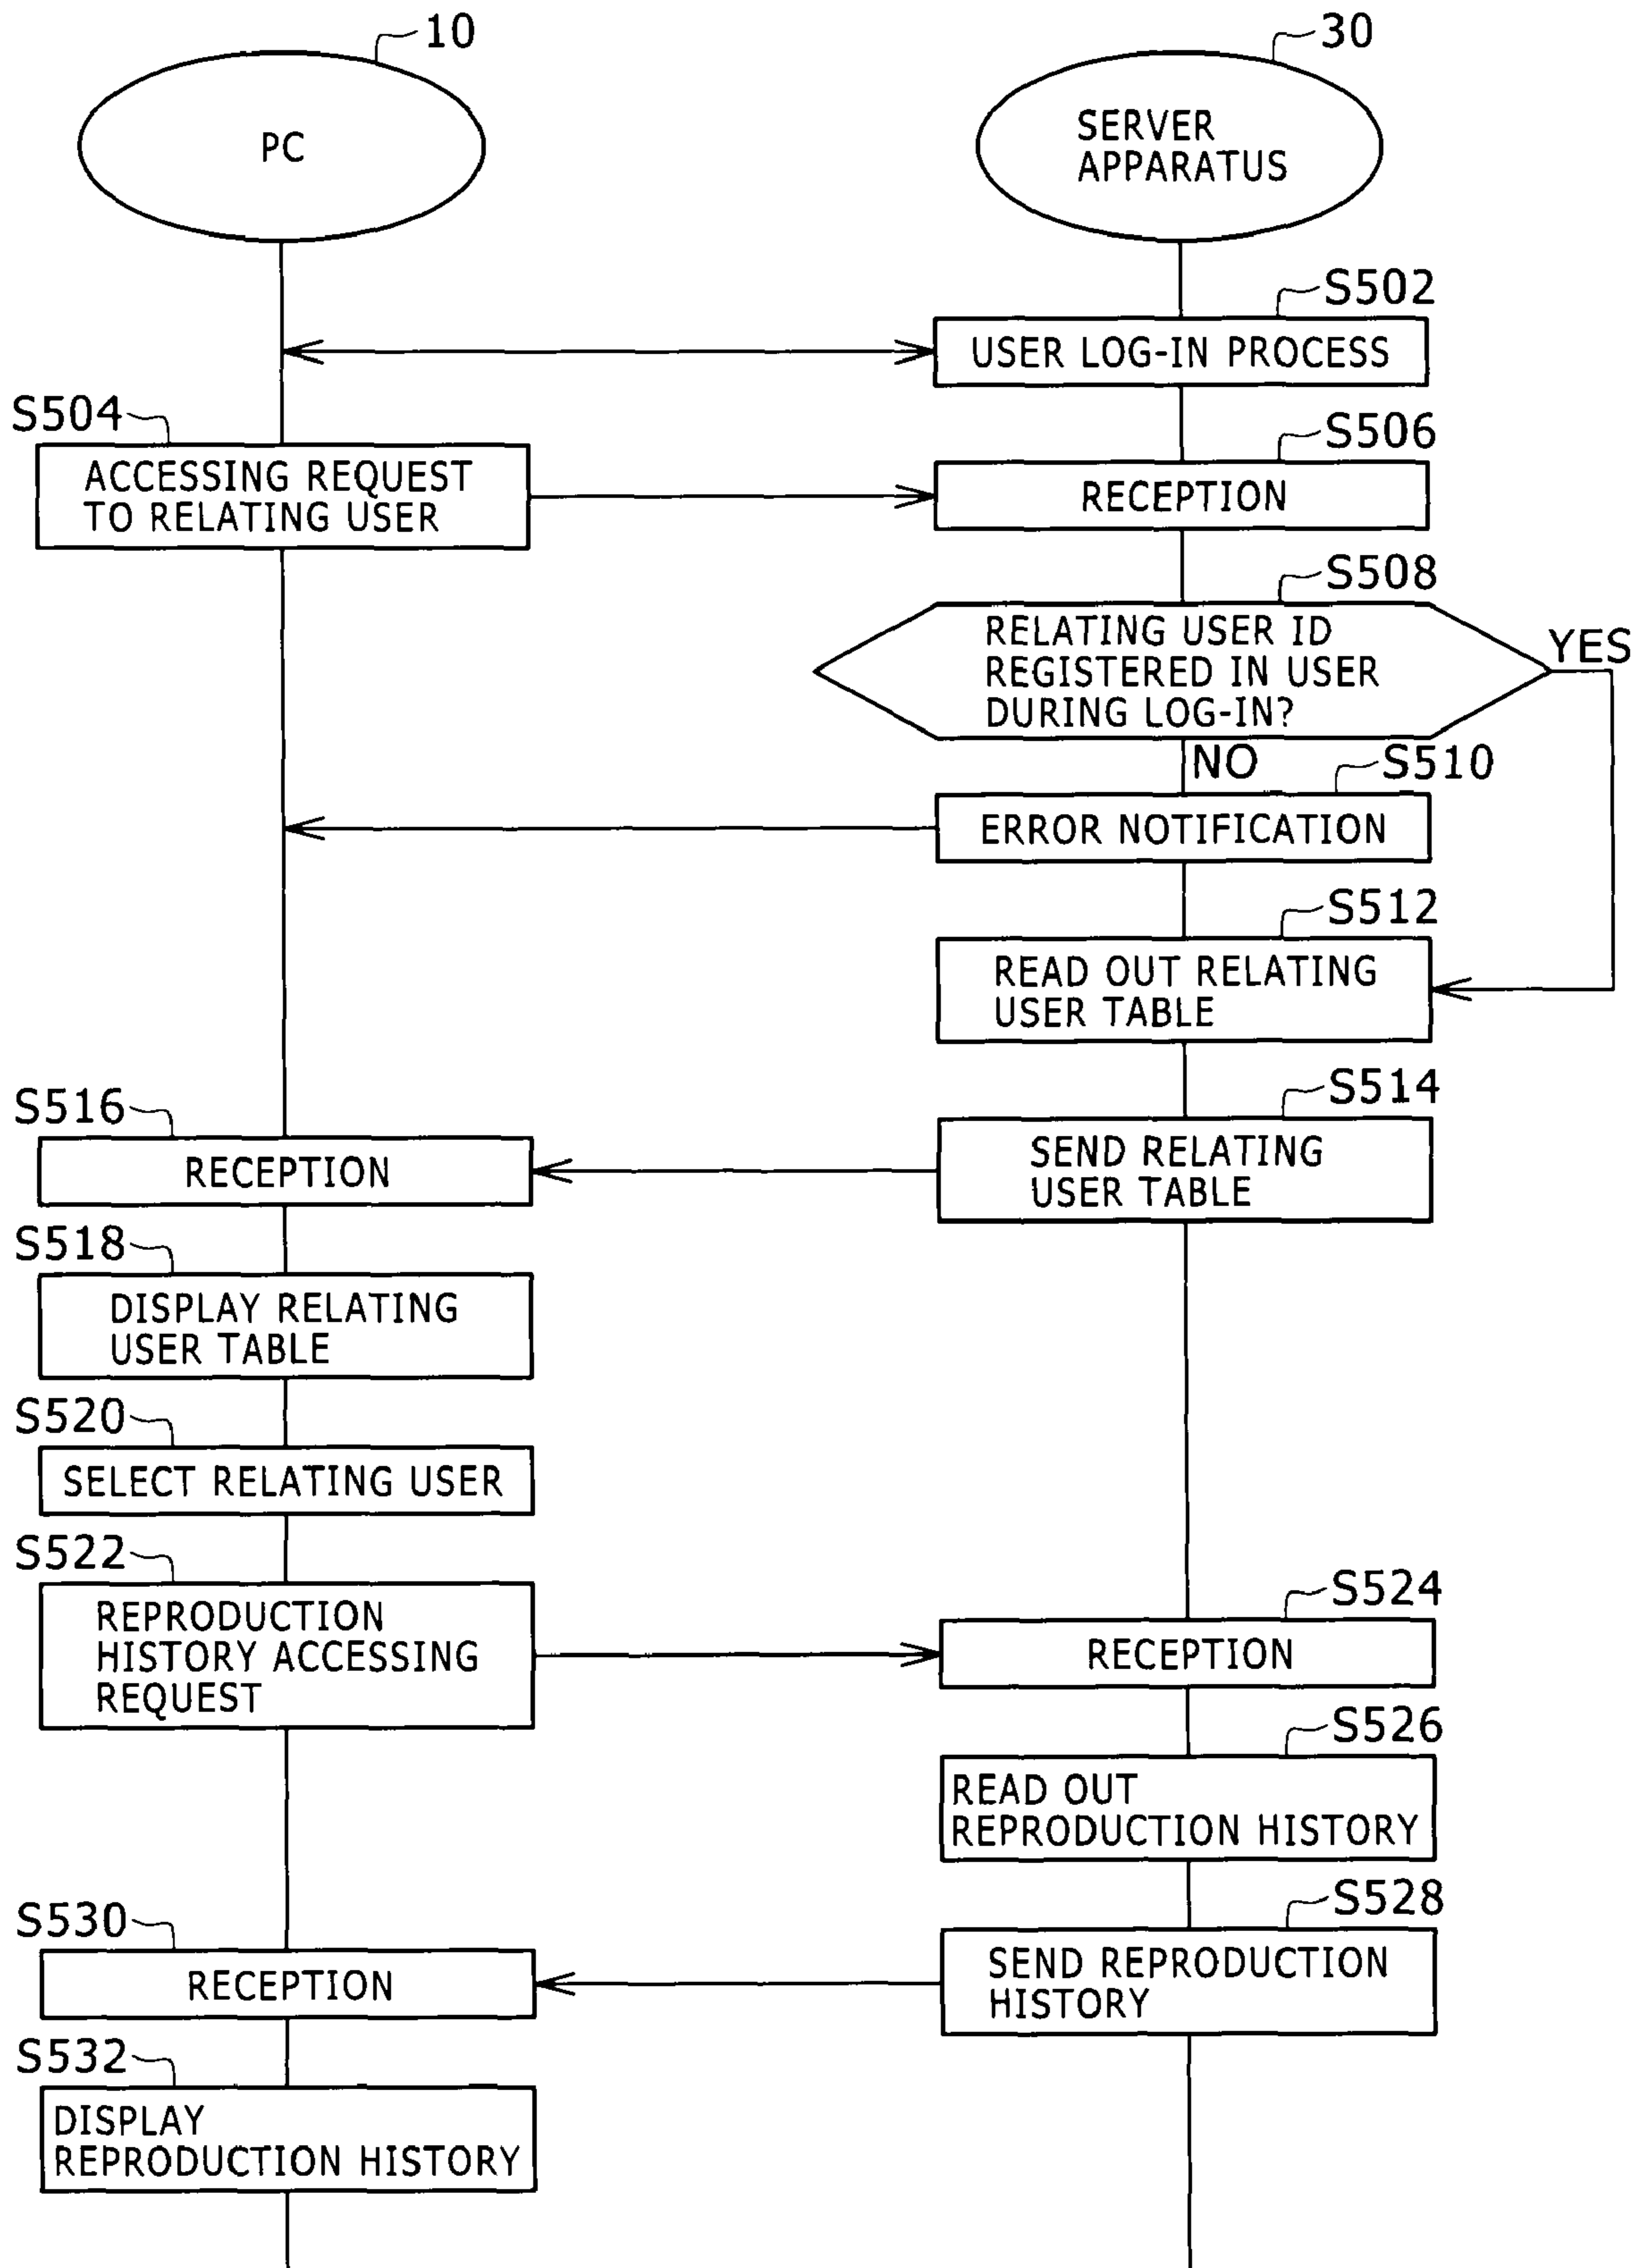 10
30
PC
SERVER
APPARATUS
S502
USER LOG-IN PROCESS
S504
ACCESSING REQUEST
TO RELATING USER
S506
RECEPTION
S508
RELATING USER ID
REGISTERED IN USER
DURING LOG-IN?
YES
NO
S510
ERROR NOTIFICATION
S512
READ OUT RELATING
USER TABLE
S514
SEND RELATING
USER TABLE
S516
RECEPTION
S518
DISPLAY RELATING
USER TABLE
S520
SELECT RELATING USER
S522
REPRODUCTION
HISTORY ACCESSING
REQUEST
S524
RECEPTION
S526
READ OUT
REPRODUCTION HISTORY
S528
SEND REPRODUCTION
HISTORY
S530
RECEPTION
S532
DISPLAY
REPRODUCTION HISTORY